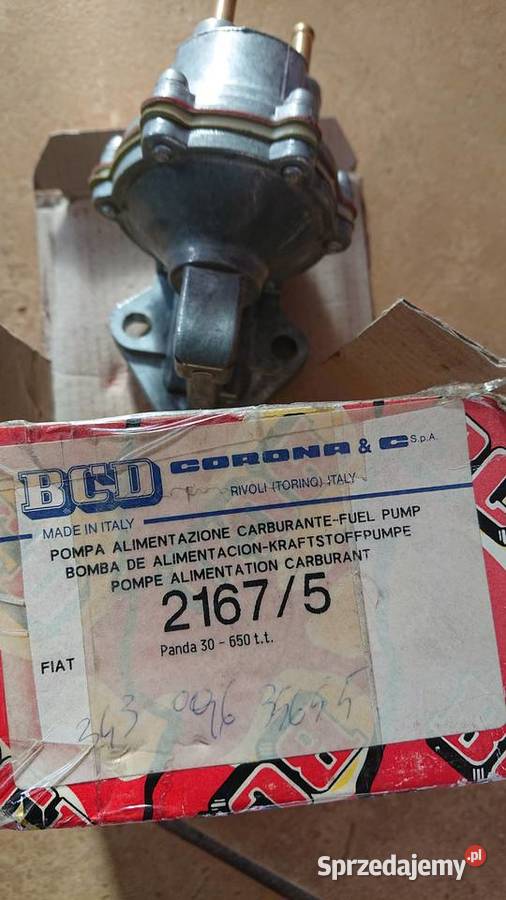 BCD CORONA & C S.p.A.
RIVOLI (TORINO) ITALY
MADE IN ITALY
POMPA ALIMENTAZIONE CARBURANTE-FUEL PUMP
BOMBA DE ALIMENTACION-KRAFTSTOFFPUMPE
POMPE ALIMENTATION CARBURANT
2167/5
Panda 30 - 650 t.t.
FIAT
343
Sprzedajemy.pl